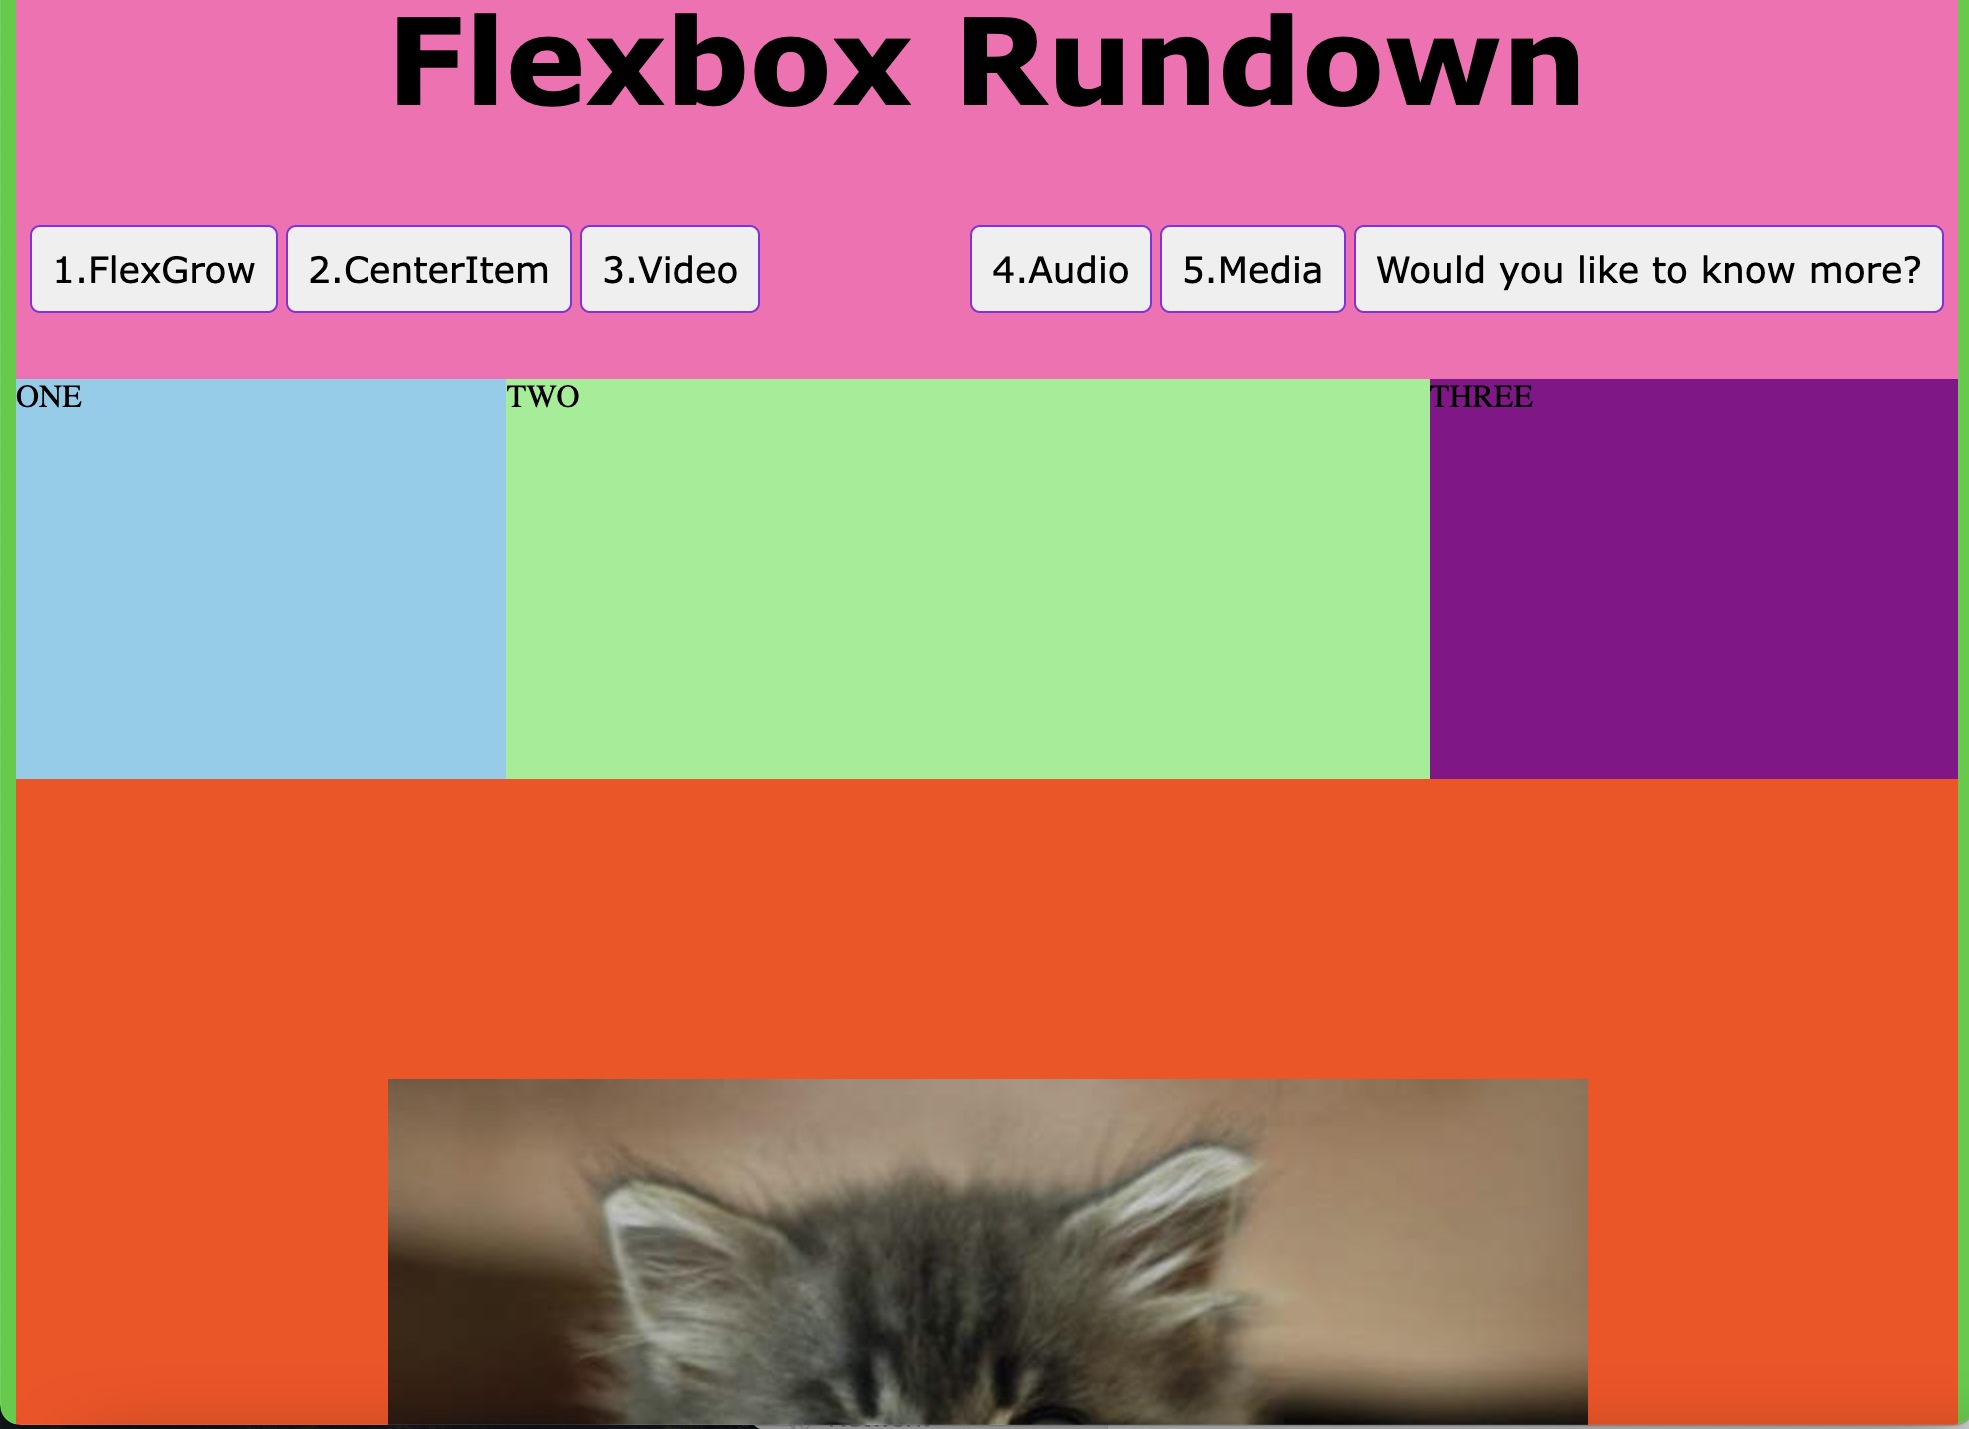 Flexbox Rundown
1.FlexGrow 2.CenterItem 3.Video 4.Audio 5.Media Would you like to know more?
ONE TWO THREE